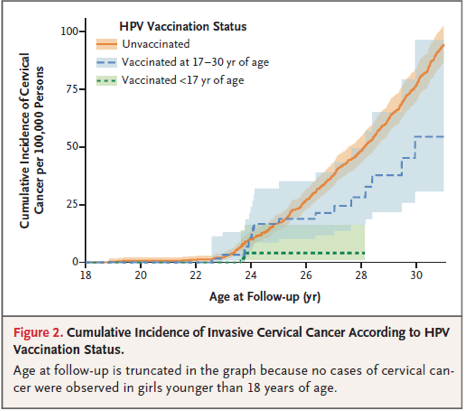 HPV Vaccination Status
Unvaccinated
Vaccinated at 17–30 yr of age
Vaccinated <17 yr of age
Cumulative Incidence of Cervical
Cancer per 100,000 Persons
100
75
50
25
0
18
20
22
24
26
28
30
Age at Follow-up (yr)
Figure 2. Cumulative Incidence of Invasive Cervical Cancer According to HPV
Vaccination Status.
Age at follow-up is truncated in the graph because no cases of cervical can-
cer were observed in girls younger than 18 years of age.